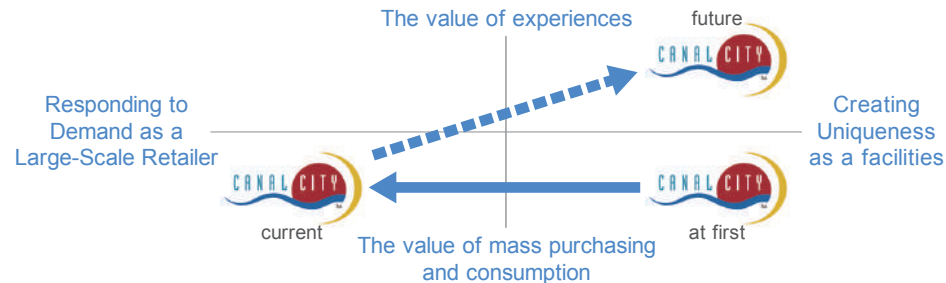 The value of experiences
future
CANAL CITY
Responding to
Demand as a
Large-Scale Retailer
Creating
Uniqueness
as a facilities
CANAL CITY
CANAL CITY
current
The value of mass purchasing
and consumption
at first